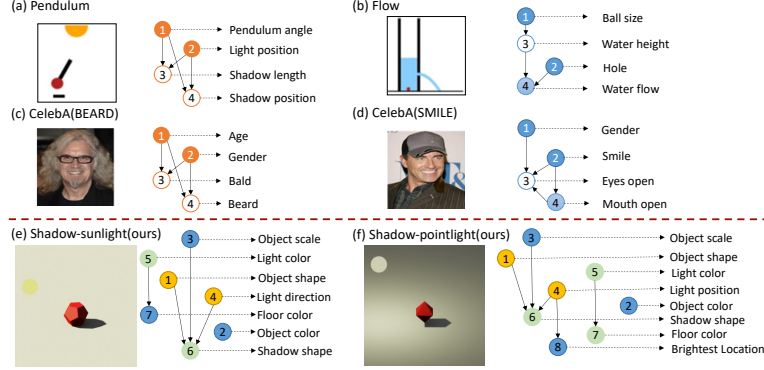 (a) Pendulum
1 Pendulum angle
2 Light position
3 Shadow length
4 Shadow position
(b) Flow
1 Ball size
3 Water height
2 Hole
4 Water flow
(c) CelebA(BEARD)
1 Age
2 Gender
3 Bald
4 Beard
(d) CelebA(SMILE)
1 Gender
2 Smile
3 Eyes open
4 Mouth open
(e) Shadow-sunlight(ours)
3 Object scale
5 Light color
1 Object shape
4 Light direction
7 Floor color
2 Object color
6 Shadow shape
(f) Shadow-pointlight(ours)
3 Object scale
1 Object shape
5 Light color
4 Light position
2 Object color
6 Shadow shape
7 Floor color
8 Brightest Location